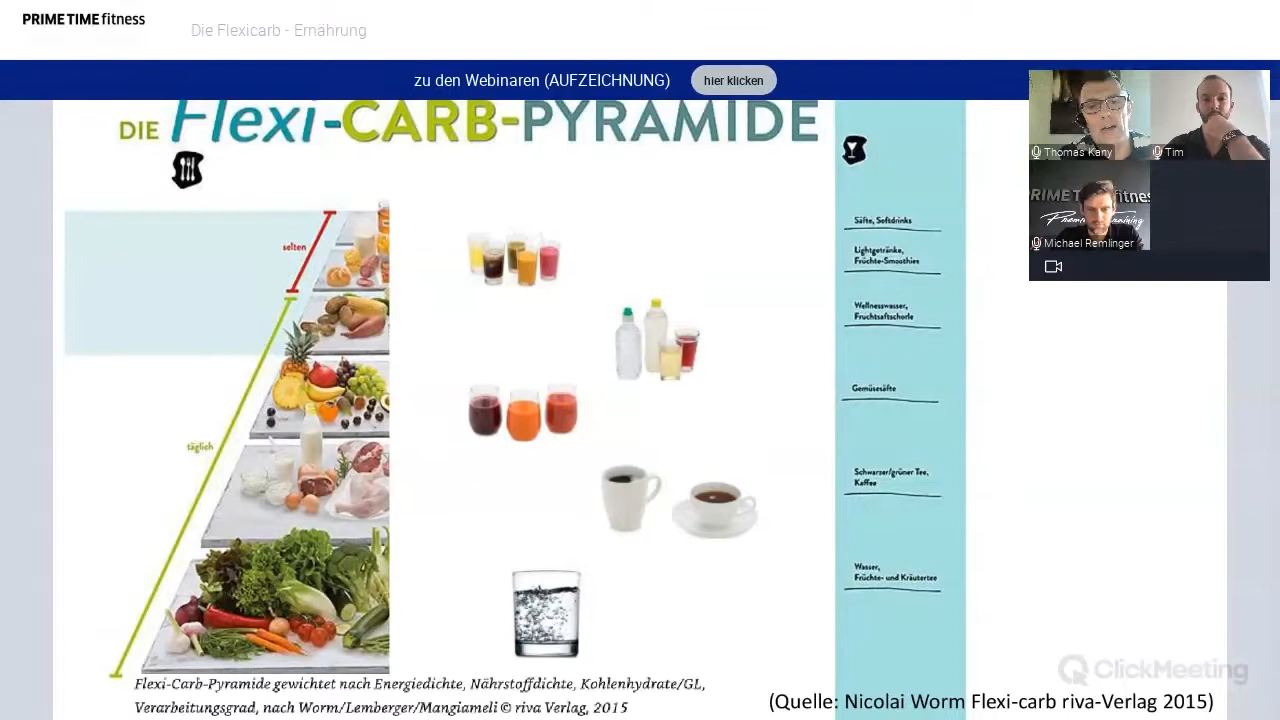 PRIME TIME fitness
Die Flexicarb - Ernährung
zu den Webinaren (AUFZEICHNUNG)
hier klicken
DIE Flexi-CARB-PYRAMIDE
Thomas Kany
Tim
PRIME TIME fitness
Michael Remlinger
selten
täglich
Säfte, Softdrinks
Lightgetränke,
Früchte-Smoothies
Wellnesswasser,
Fruchtsaftschorle
Gemüsesäfte
Schwarzer/grüner Tee,
Kaffee
Wasser,
Früchte- und Kräutertee
Flexi-Carb-Pyramide gewichtet nach Energiedichte, Nährstoffdichte, Kohlenhydrate/GL,
Verarbeitungsgrad, nach Worm/Lemberger/Mangiameli © riva Verlag, 2015
ClickMeeting
(Quelle: Nicolai Worm Flexi-carb riva-Verlag 2015)